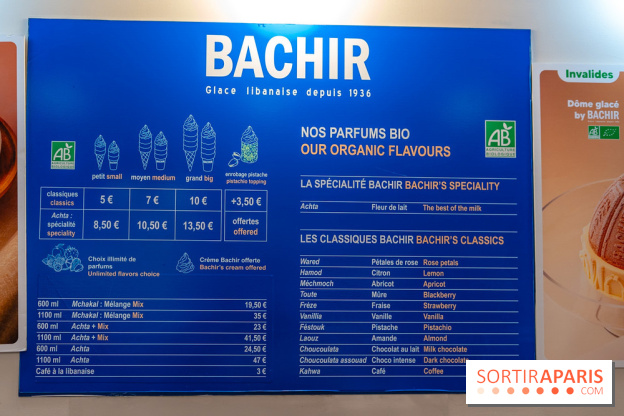 BACHIR
Glace libanaise depuis 1936
AB
petit small
moyen medium
grand big
enrobage pistache
pistachio topping
classiques
classics
5 € 7 € 10 € +3,50 €
Achta :
spécialité
speciality
8,50 € 10,50 € 13,50 € offertes
offered
Choix illimité de
parfums
Unlimited flavors choice
Crème Bachir offerte
Bachir's cream offered
600 ml Mchakal : Mélange Mix 19,50 €
1100 ml Mchakal : Mélange Mix 35 €
600 ml Achta + Mix 23 €
1100 ml Achta + Mix 41,50 €
600 ml Achta 24,50 €
1100 ml Achta 47 €
Café à la libanaise 3 €
NOS PARFUMS BIO
OUR ORGANIC FLAVOURS
AB
LA SPÉCIALITÉ BACHIR BACHIR'S SPECIALITY
Achta Fleur de lait The best of the milk
LES CLASSIQUES BACHIR BACHIR'S CLASSICS
Wared Pétales de rose Rose petals
Hamod Citron Lemon
Méchmoch Abricot Apricot
Toute Mûre Blackberry
Frèze Fraise Strawberry
Vanillia Vanille Vanilla
Féstouk Pistache Pistachio
Laouz Amande Almond
Choucoulata Chocolat au lait Milk chocolate
Choucoulata assouad Choco intense Dark chocolate
Kahwa Café Coffee
Invalides
Dôme glacé
by BACHIR
AB
SORTIRAPARIS
.COM